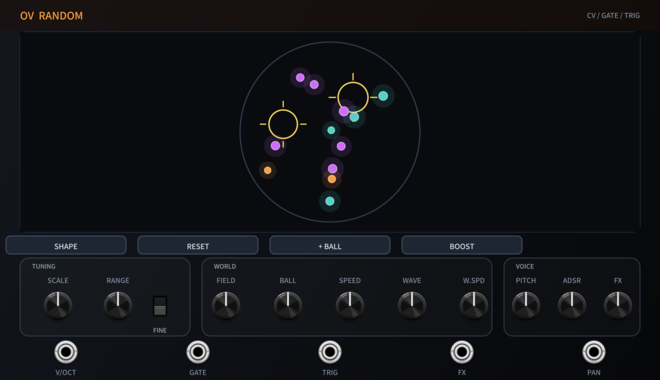 OV RANDOM
CV / GATE / TRIG
SHAPE
RESET
+ BALL
BOOST
TUNING
WORLD
VOICE
SCALE
RANGE
FIELD
BALL
SPEED
WAVE
W.SPD
PITCH
ADSR
FX
FINE
V/OCT
GATE
TRIG
FX
PAN